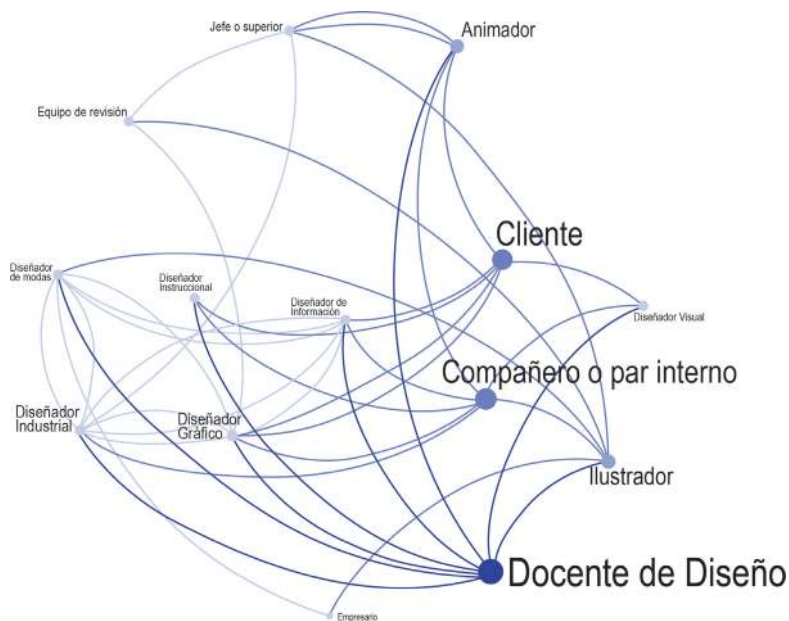 Jefe o superior
Animador
Equipo de revisión
Cliente
Diseñador
de modas
Diseñador
Instruccional
Diseñador de
Información
Diseñador Visual
Compañero o par interno
Diseñador
Industrial
Diseñador
Gráfico
Ilustrador
Docente de Diseño
Empresario